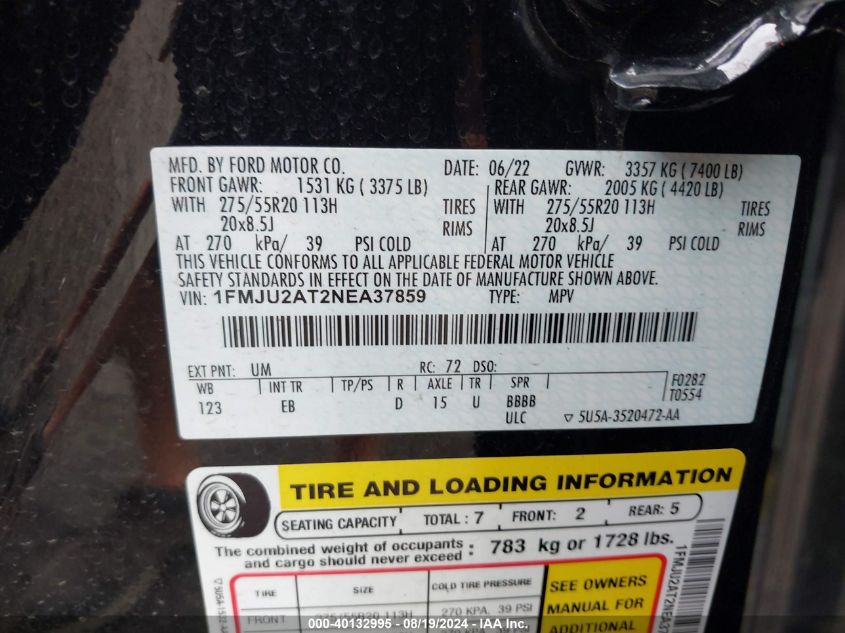 MFD. BY FORD MOTOR CO. DATE: 06/22 GVWR: 3357 KG ( 7400 LB)
FRONT GAWR: 1531 KG ( 3375 LB) REAR GAWR: 2005 KG ( 4420 LB)
WITH 275/55R20 113H TIRES WITH 275/55R20 113H TIRES
20x8.5J RIMS 20x8.5J RIMS
AT 270 kPa/ 39 PSI COLD AT 270 kPa/ 39 PSI COLD
THIS VEHICLE CONFORMS TO ALL APPLICABLE FEDERAL MOTOR VEHICLE
SAFETY STANDARDS IN EFFECT ON THE DATE OF MANUFACTURE SHOWN ABOVE.
VIN: 1FMJU2AT2NEA37859 TYPE: MPV
EXT PNT: UM RC: 72 DSO:
WB INT TR TP/PS R AXLE TR SPR F0282
123 EB D 15 U BBBB T0554
ULC ▽ 5U5A-3520472-AA
TIRE AND LOADING INFORMATION
SEATING CAPACITY TOTAL : 7 FRONT: 2 REAR: 5
The combined weight of occupants and cargo should never exceed : 783 kg or 1728 lbs.
TIRE SIZE COLD TIRE PRESSURE SEE OWNERS
FRONT 275/55R20 113H 270 KPA, 39 PSI MANUAL FOR
ADDITIONAL
1FMJU2AT2NEA37
00-40132995 - 08/19/2024 - IAA Inc.